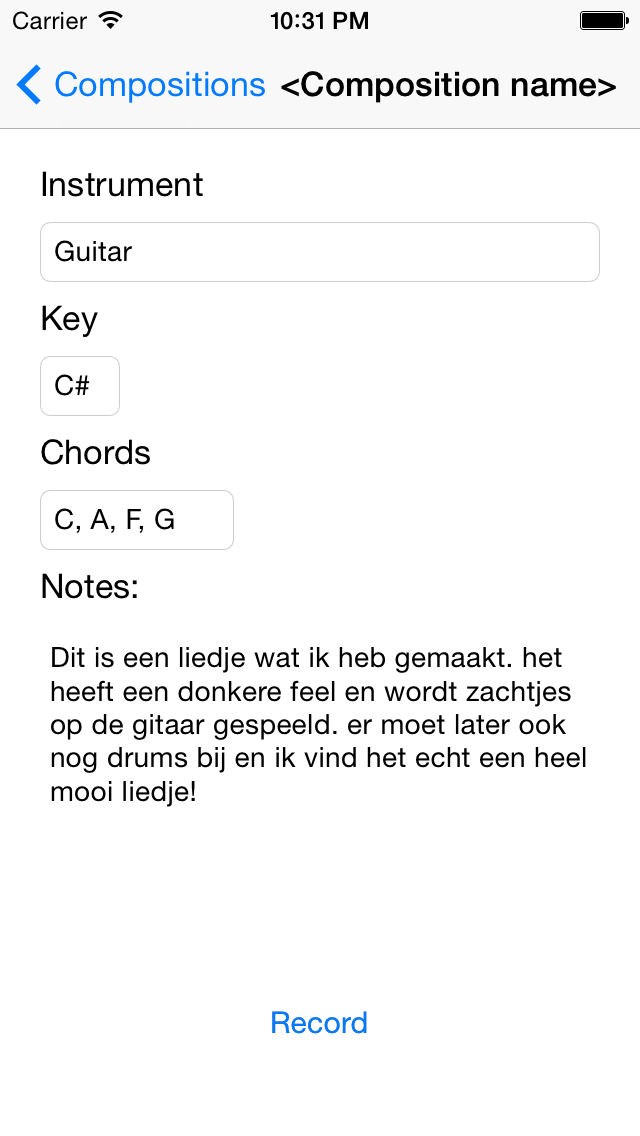 Carrier 10:31 PM
Compositions <Composition name>
Instrument
Guitar
Key
C#
Chords
C, A, F, G
Notes:
Dit is een liedje wat ik heb gemaakt. het
heeft een donkere feel en wordt zachtjes
op de gitaar gespeeld. er moet later ook
nog drums bij en ik vind het echt een heel
mooi liedje!
Record